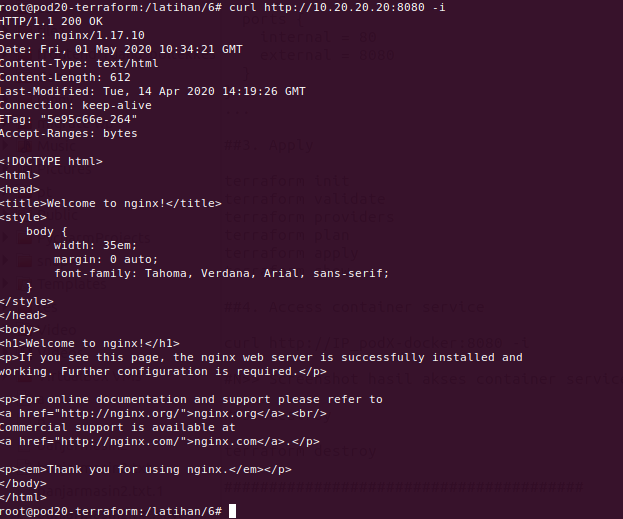 root@pod20-terraform:/latihan/6# curl http://10.20.20.20:8080 -i
HTTP/1.1 200 OK
Server: nginx/1.17.10
Date: Fri, 01 May 2020 10:34:21 GMT
Content-Type: text/html
Content-Length: 612
Last-Modified: Tue, 14 Apr 2020 14:19:26 GMT
Connection: keep-alive
ETag: "5e95c66e-264"
Accept-Ranges: bytes

<!DOCTYPE html>
<html>
<head>
<title>Welcome to nginx!</title>
<style>
    body {
        width: 35em;
        margin: 0 auto;
        font-family: Tahoma, Verdana, Arial, sans-serif;
    }
</style>
</head>
<body>
<h1>Welcome to nginx!</h1>
<p>If you see this page, the nginx web server is successfully installed and
working. Further configuration is required.</p>

<p>For online documentation and support please refer to
<a href="http://nginx.org/">nginx.org</a>.<br/>
Commercial support is available at
<a href="http://nginx.com/">nginx.com</a>.</p>

<p><em>Thank you for using nginx.</em></p>
</body>
</html>
root@pod20-terraform:/latihan/6#